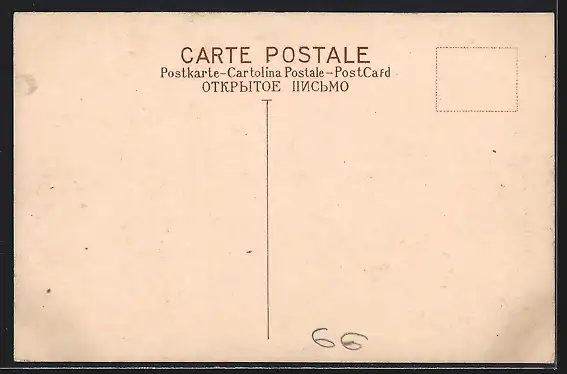 CARTE POSTALE
Postkarte-Cartolina Postale-PostCard
ОТКРЫТОЕ ПИСЬМО
66